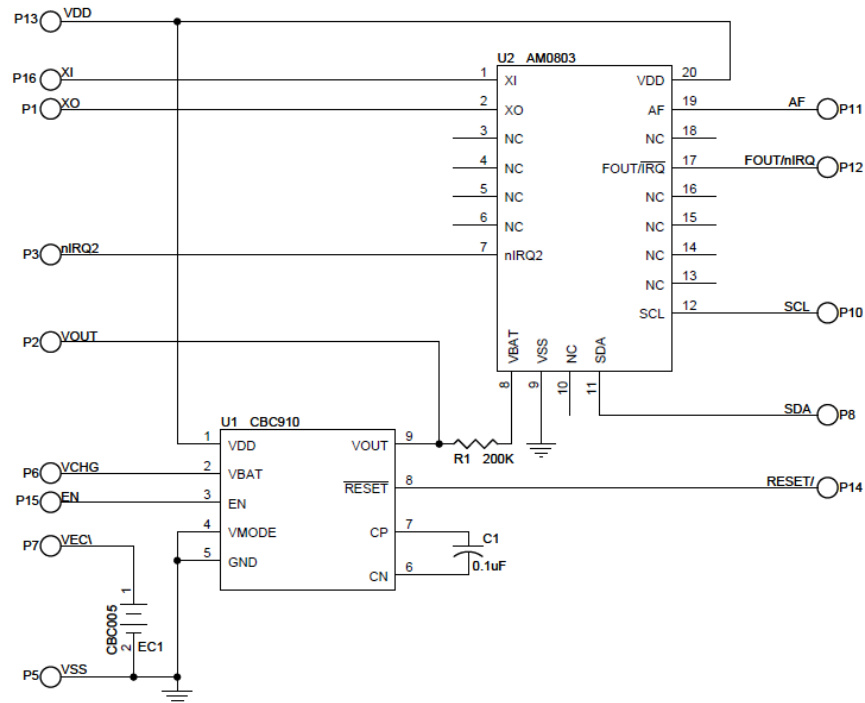 P13 VDD
U2 AM0803
P16 XI 1 XI VDD 20
P1 XO 2 XO AF 19 AF P11
3 NC NC 18
4 NC FOUT/IRQ 17 FOUT/nIRQ P12
5 NC NC 16
6 NC NC 15
P3 nIRQ2 7 nIRQ2 NC 14
NC 13
SCL 12 SCL P10
P2 VOUT
VBAT VSS NC SDA
8 9 10 11
SDA P8
U1 CBC910
1 VDD VOUT 9
R1 200K
P6 VCHG 2 VBAT
P15 EN 3 EN RESET 8 RESET/ P14
4 VMODE CP 7
P7 VEC\ 5 GND
C1
0.1uF
CN 6
1
CBC005
2 EC1
P5 VSS